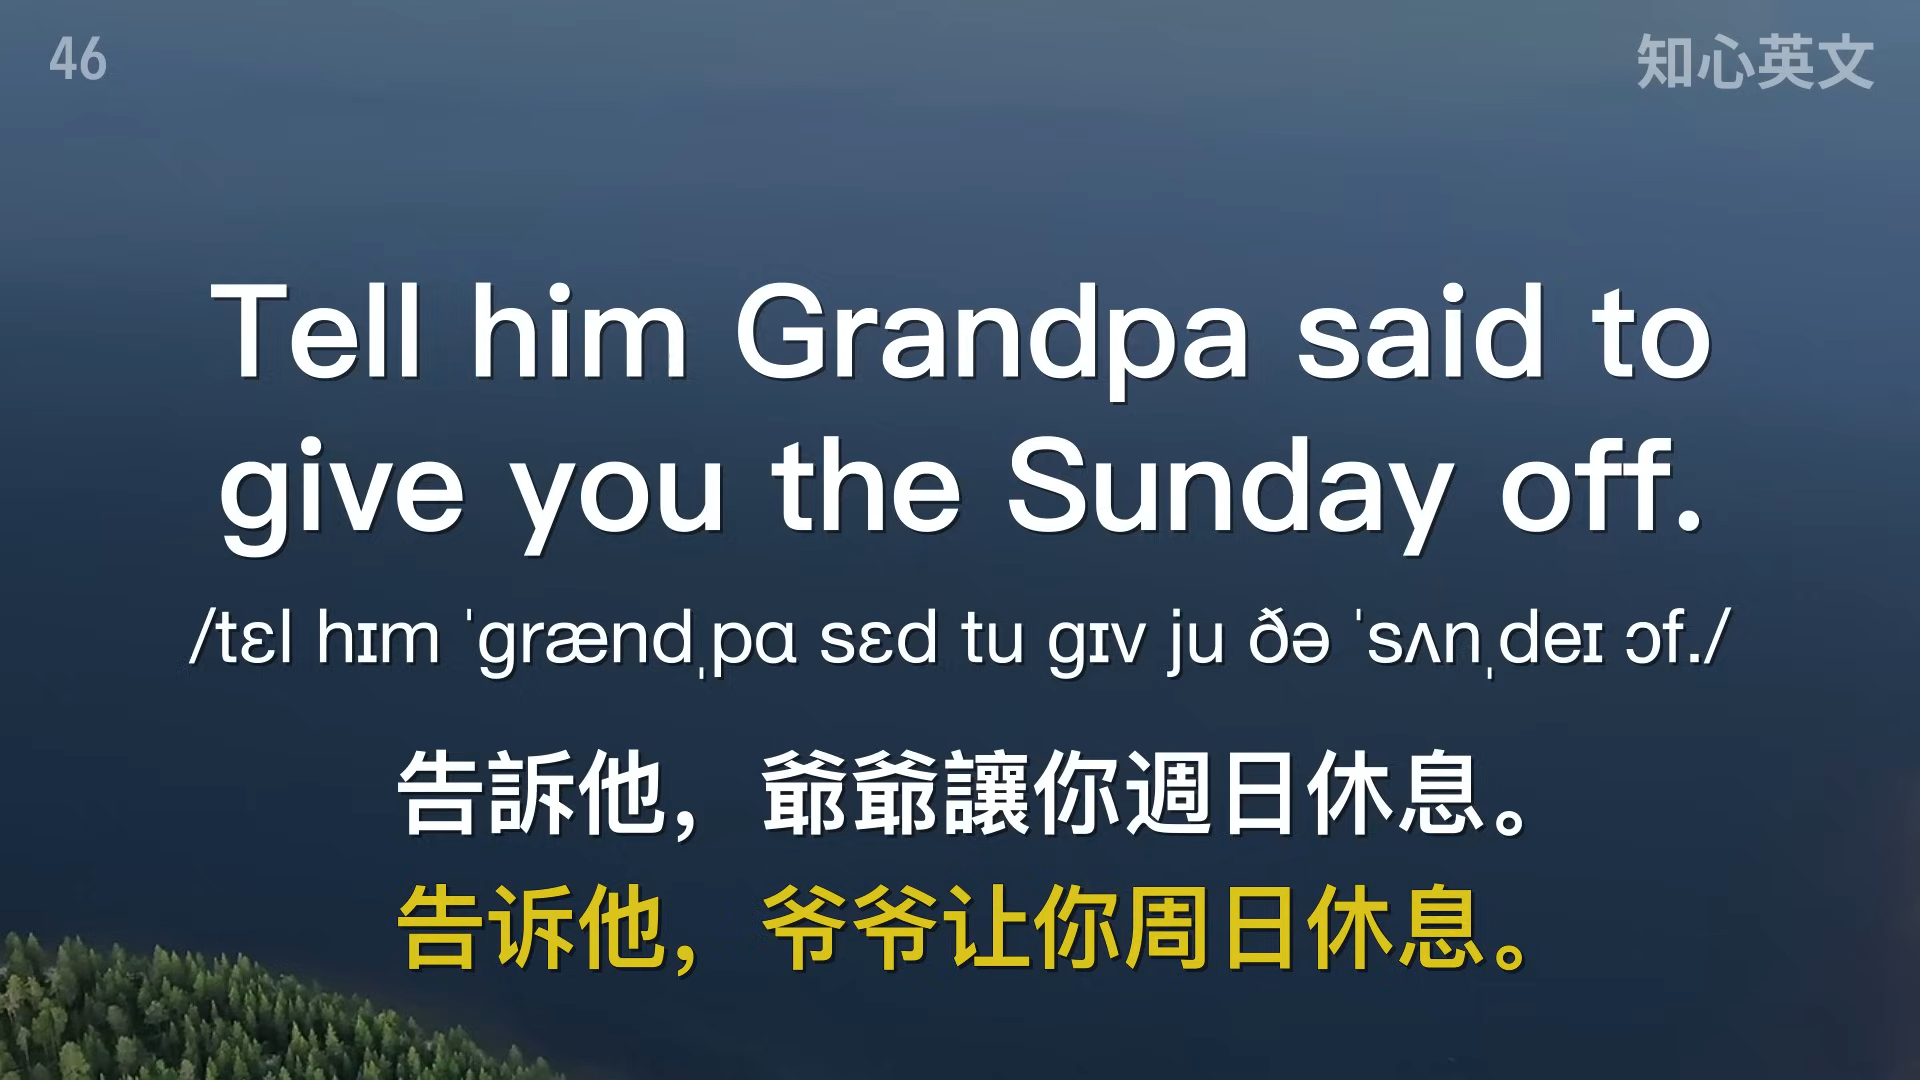 46
知心英文
Tell him Grandpa said to
give you the Sunday off.
/tɛl hɪm ˈɡrændˌpɑ sɛd tu ɡɪv ju ðə ˈsʌnˌdeɪ ɔf./
告訴他，爺爺讓你週日休息。
告诉他，爷爷让你周日休息。